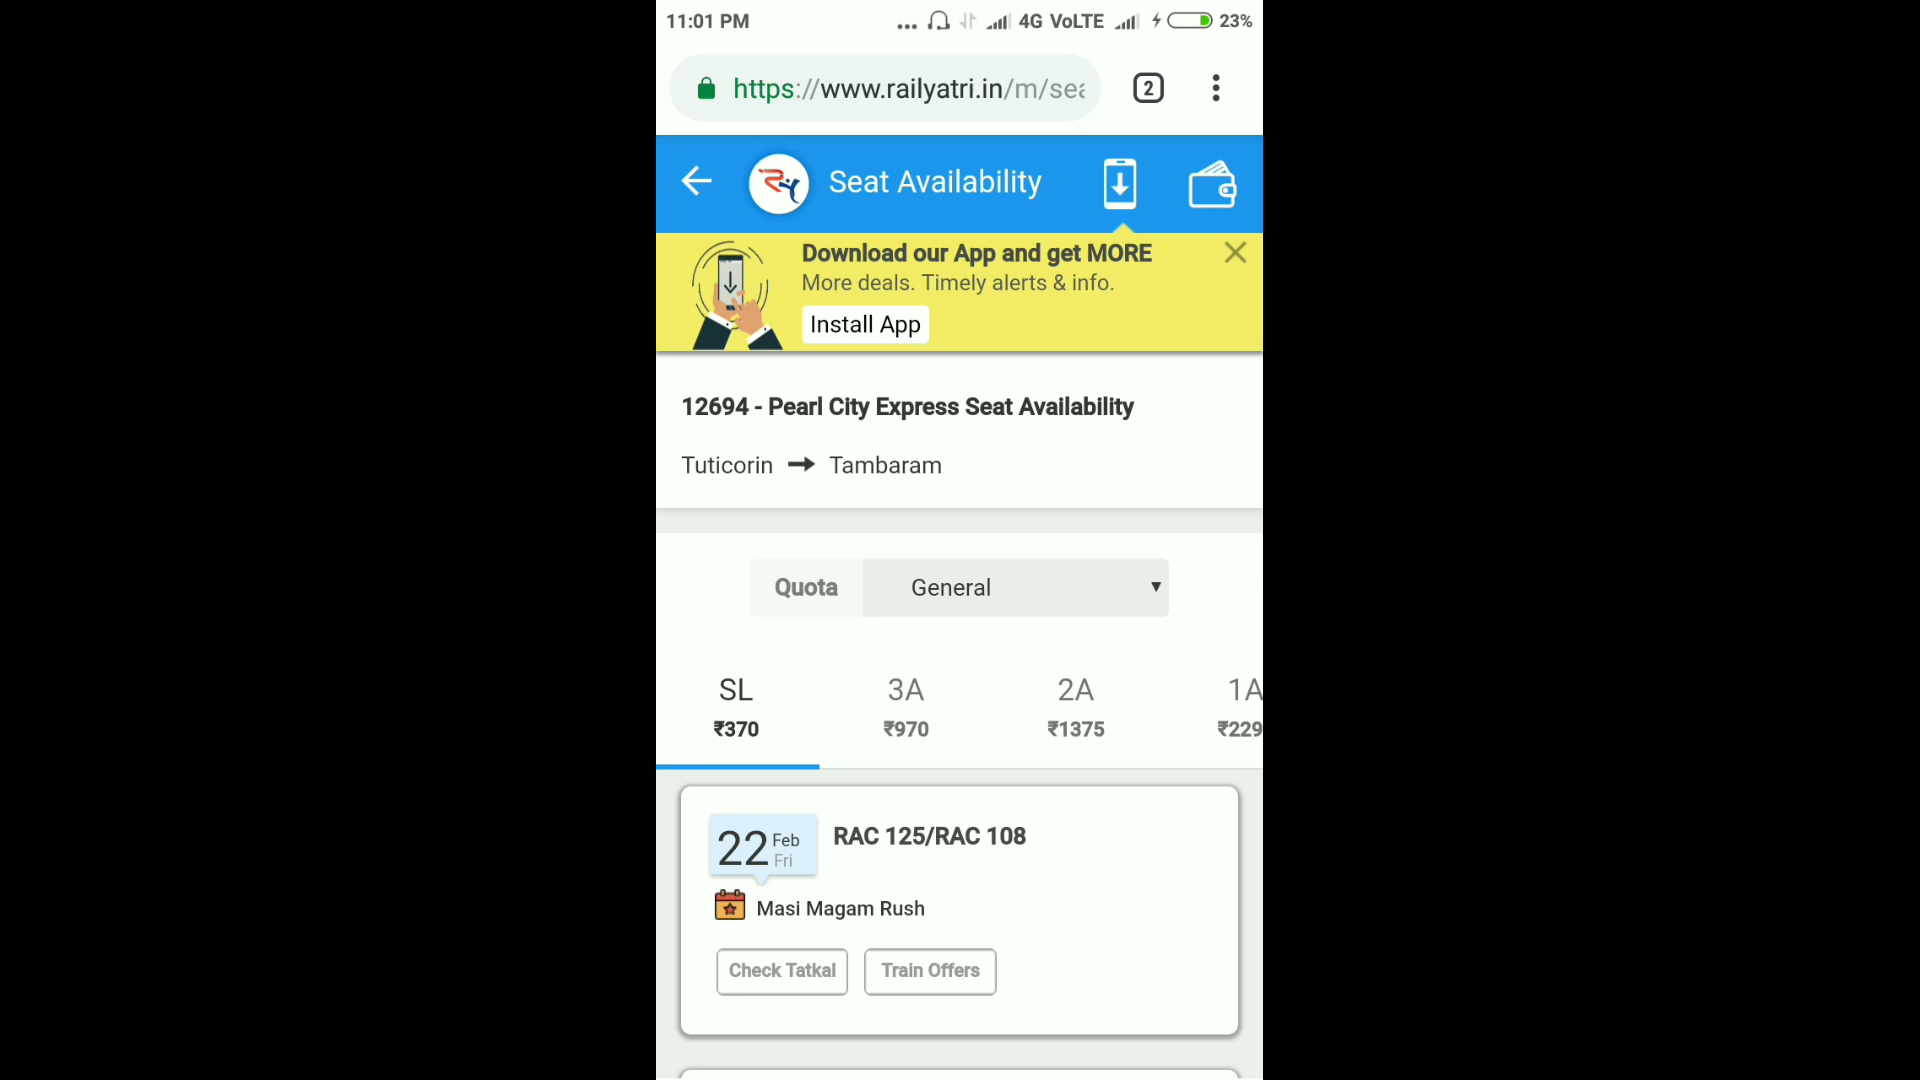 11:01 PM ... 4G VoLTE 23%
https://www.railyatri.in/m/sea 2
Seat Availability
Download our App and get MORE
More deals. Timely alerts & info.
Install App
12694 - Pearl City Express Seat Availability
Tuticorin → Tambaram
Quota General
SL 3A 2A 1A
₹370 ₹970 ₹1375 ₹229
22 Feb Fri RAC 125/RAC 108
Masi Magam Rush
Check Tatkal Train Offers